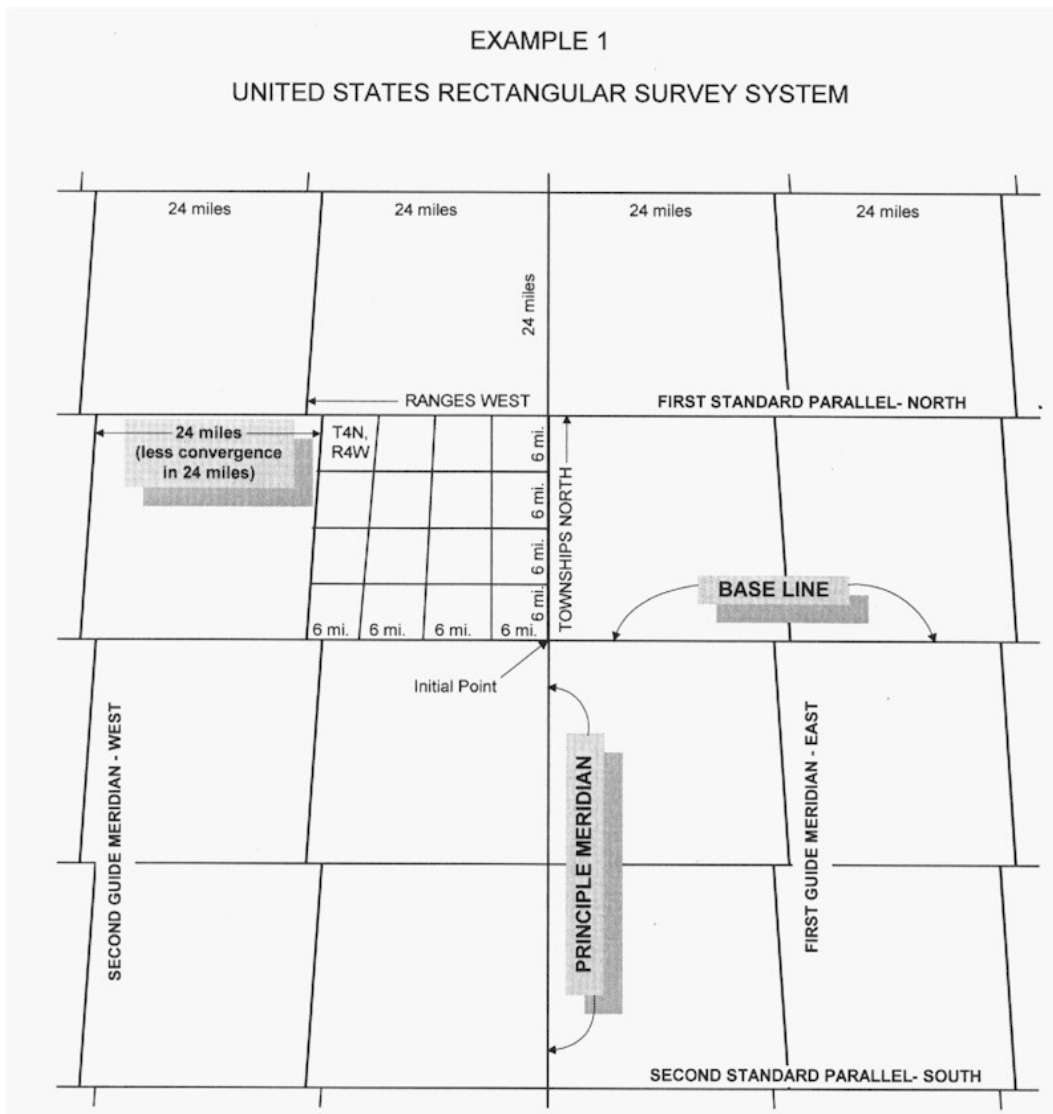 EXAMPLE 1
UNITED STATES RECTANGULAR SURVEY SYSTEM
24 miles
24 miles
24 miles
24 miles
24 miles
RANGES WEST
FIRST STANDARD PARALLEL- NORTH
24 miles
(less convergence
in 24 miles)
T4N,
R4W
6 mi.
6 mi.
6 mi.
6 mi.
TOWNSHIPS NORTH
BASE LINE
6 mi.
6 mi.
6 mi.
6 mi.
Initial Point
SECOND GUIDE MERIDIAN - WEST
PRINCIPLE MERIDIAN
FIRST GUIDE MERIDIAN - EAST
SECOND STANDARD PARALLEL- SOUTH